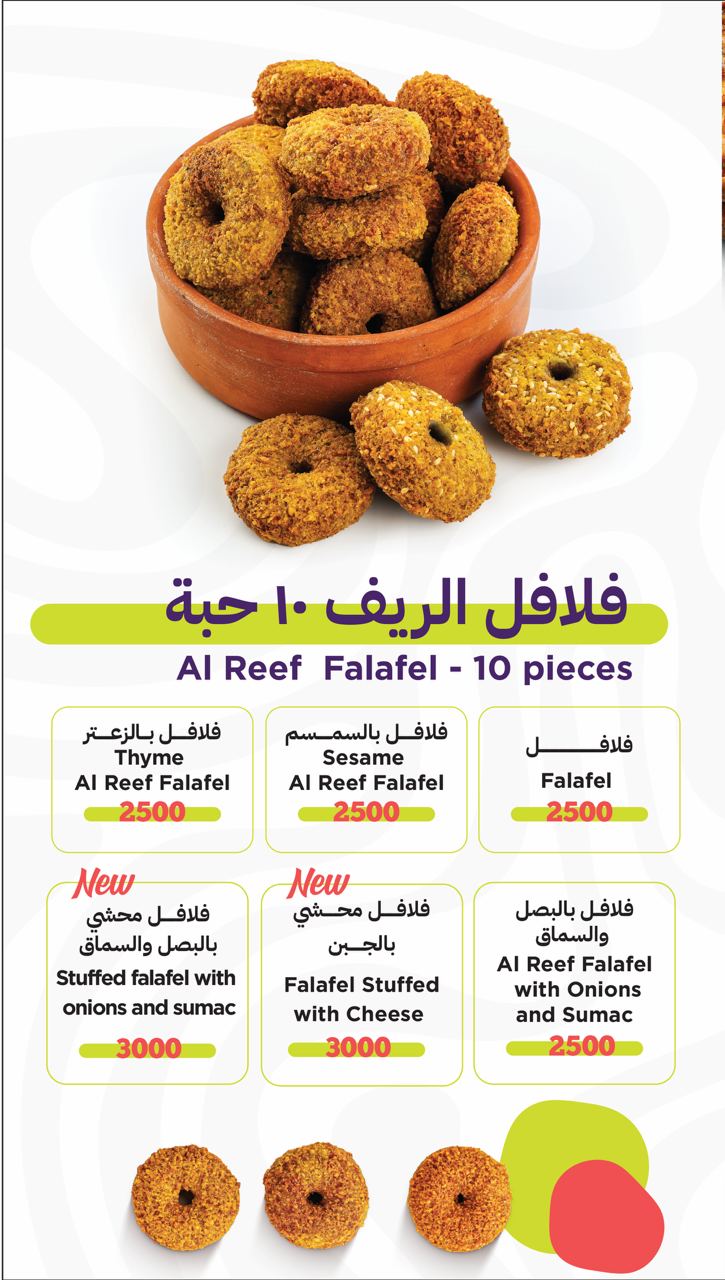 فلافل الريف ١٠ حبة
Al Reef Falafel - 10 pieces
فلافل
Falafel
2500
فلافل بالسمسم
Sesame
Al Reef Falafel
2500
فلافل بالزعتر
Thyme
Al Reef Falafel
2500
فلافل بالبصل
والسماق
Al Reef Falafel
with Onions
and Sumac
2500
New
فلافل محشي
بالجبن
Falafel Stuffed
with Cheese
3000
New
فلافل محشي
بالبصل والسماق
Stuffed falafel with
onions and sumac
3000